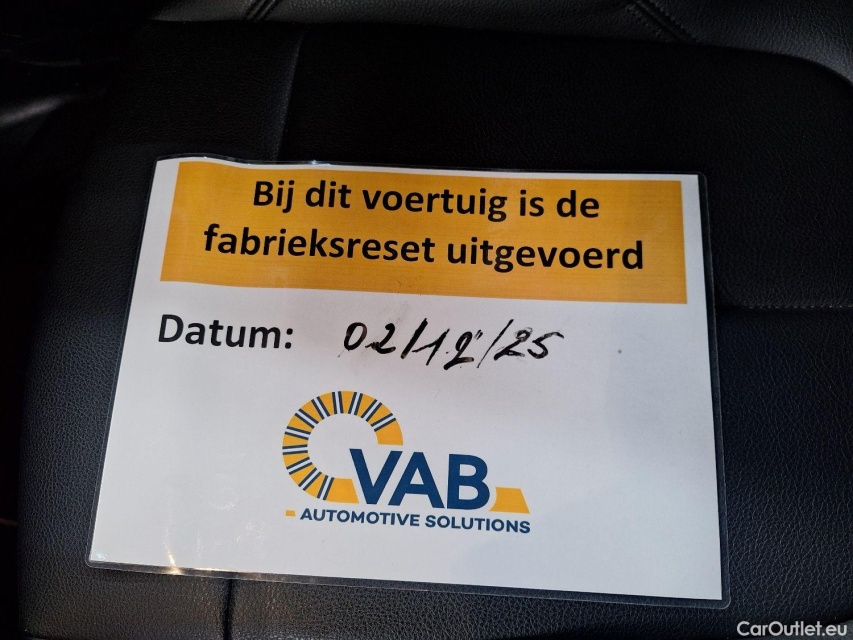 Bij dit voertuig is de
fabrieksreset uitgevoerd
Datum: 02/12/25
VAB
AUTOMOTIVE SOLUTIONS
CarOutlet.eu